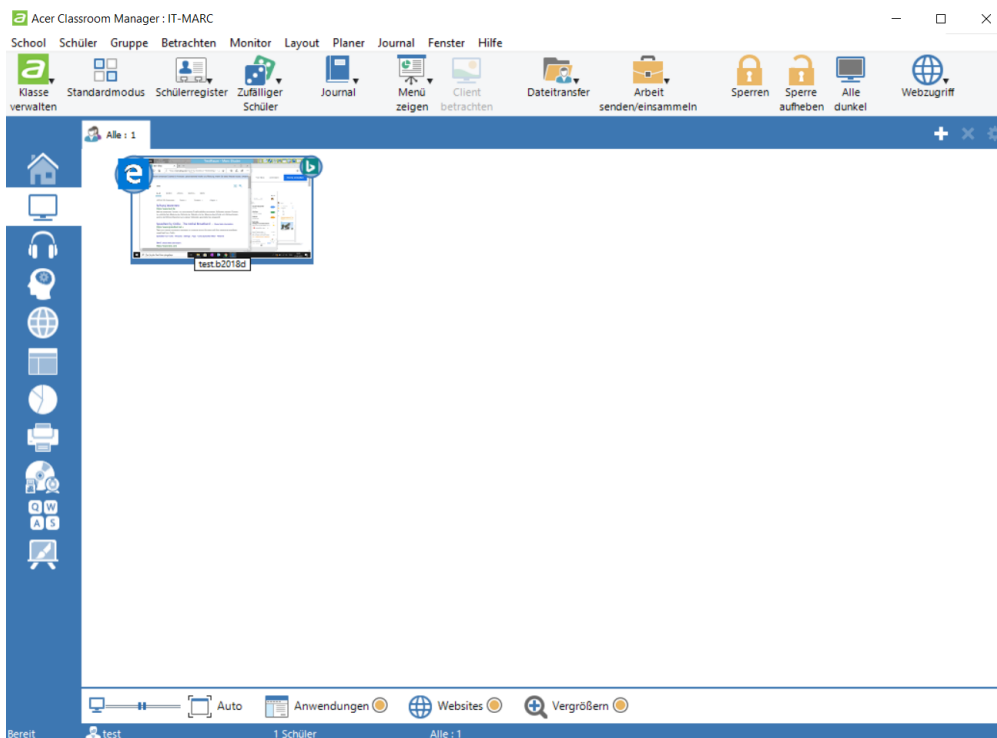 Acer Classroom Manager : IT-MARC
School Schüler Gruppe Betrachten Monitor Layout Planer Journal Fenster Hilfe
Klasse verwalten
Standardmodus
Schülerregister
Zufälliger Schüler
Journal
Menü zeigen
Client betrachten
Dateitransfer
Arbeit senden/einsammeln
Sperren
Sperre aufheben
Alle dunkel
Webzugriff
Alle : 1
test.b2018d
Q W
A S
Auto Anwendungen Websites Vergrößern
Bereit test 1 Schüler Alle : 1